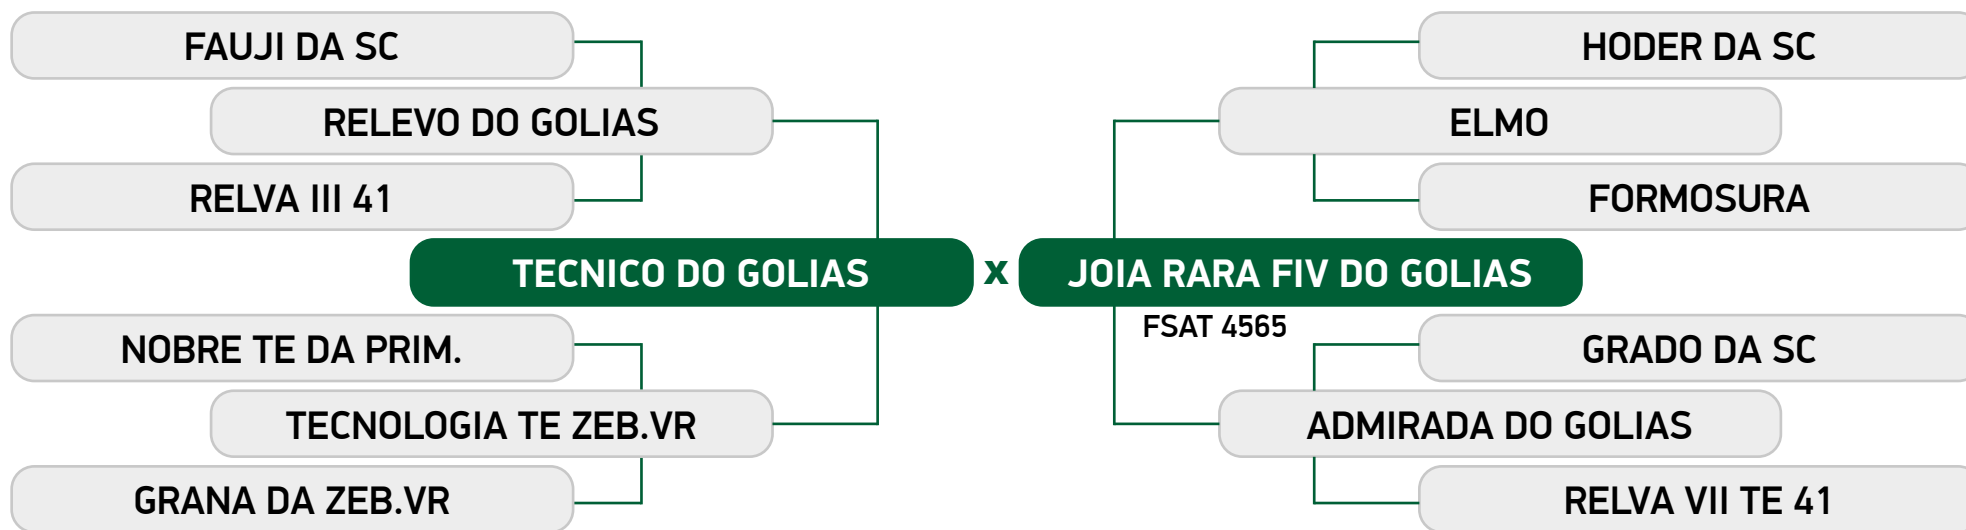 FAUJI DA SC
HODER DA SC
RELEVO DO GOLIAS
ELMO
RELVA III 41
FORMOSURA
TECNICO DO GOLIAS x JOIA RARA FIV DO GOLIAS
FSAT 4565
NOBRE TE DA PRIM.
GRADO DA SC
TECNOLOGIA TE ZEB.VR
ADMIRADA DO GOLIAS
GRANA DA ZEB.VR
RELVA VII TE 41